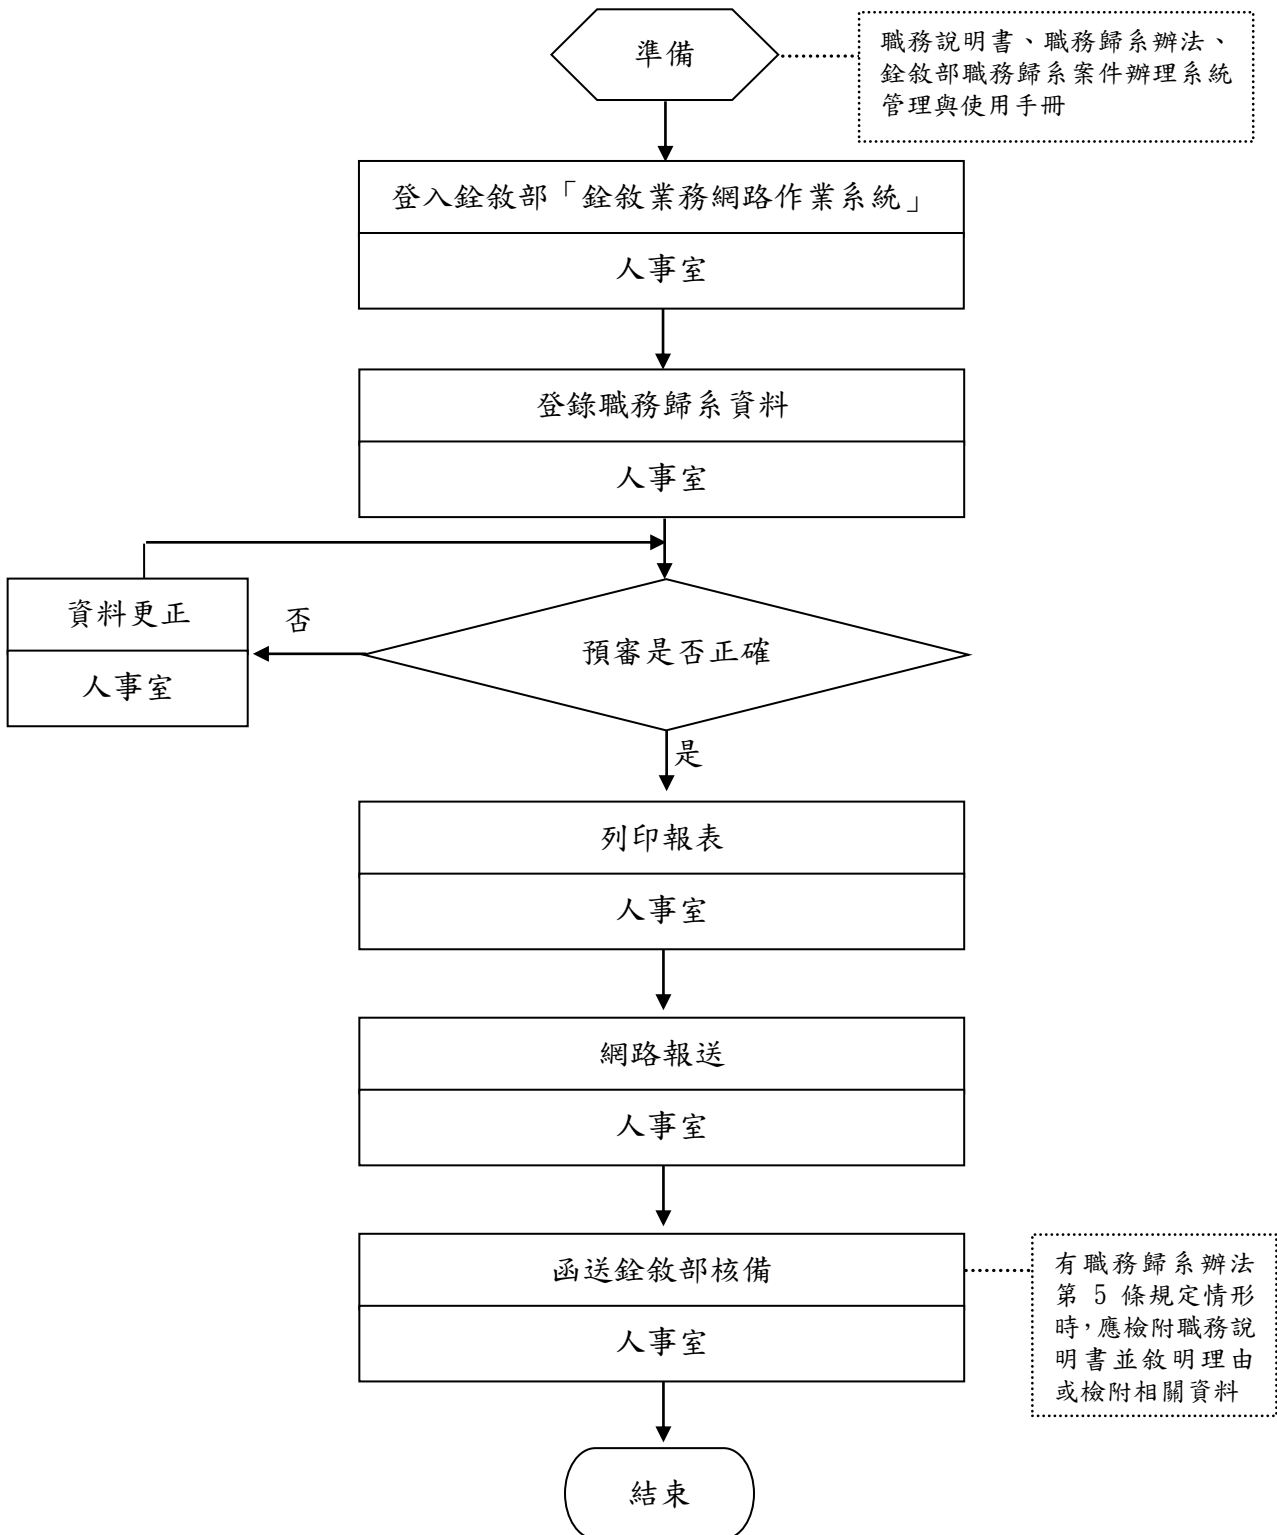 準備
職務說明書、職務歸系辦法、
銓敘部職務歸系案件辦理系統
管理與使用手冊
登入銓敘部「銓敘業務網路作業系統」
人事室
登錄職務歸系資料
人事室
資料更正
人事室
否
預審是否正確
是
列印報表
人事室
網路報送
人事室
函送銓敘部核備
人事室
有職務歸系辦法
第 5 條規定情形
時，應檢附職務說
明書並敘明理由
或檢附相關資料
結束